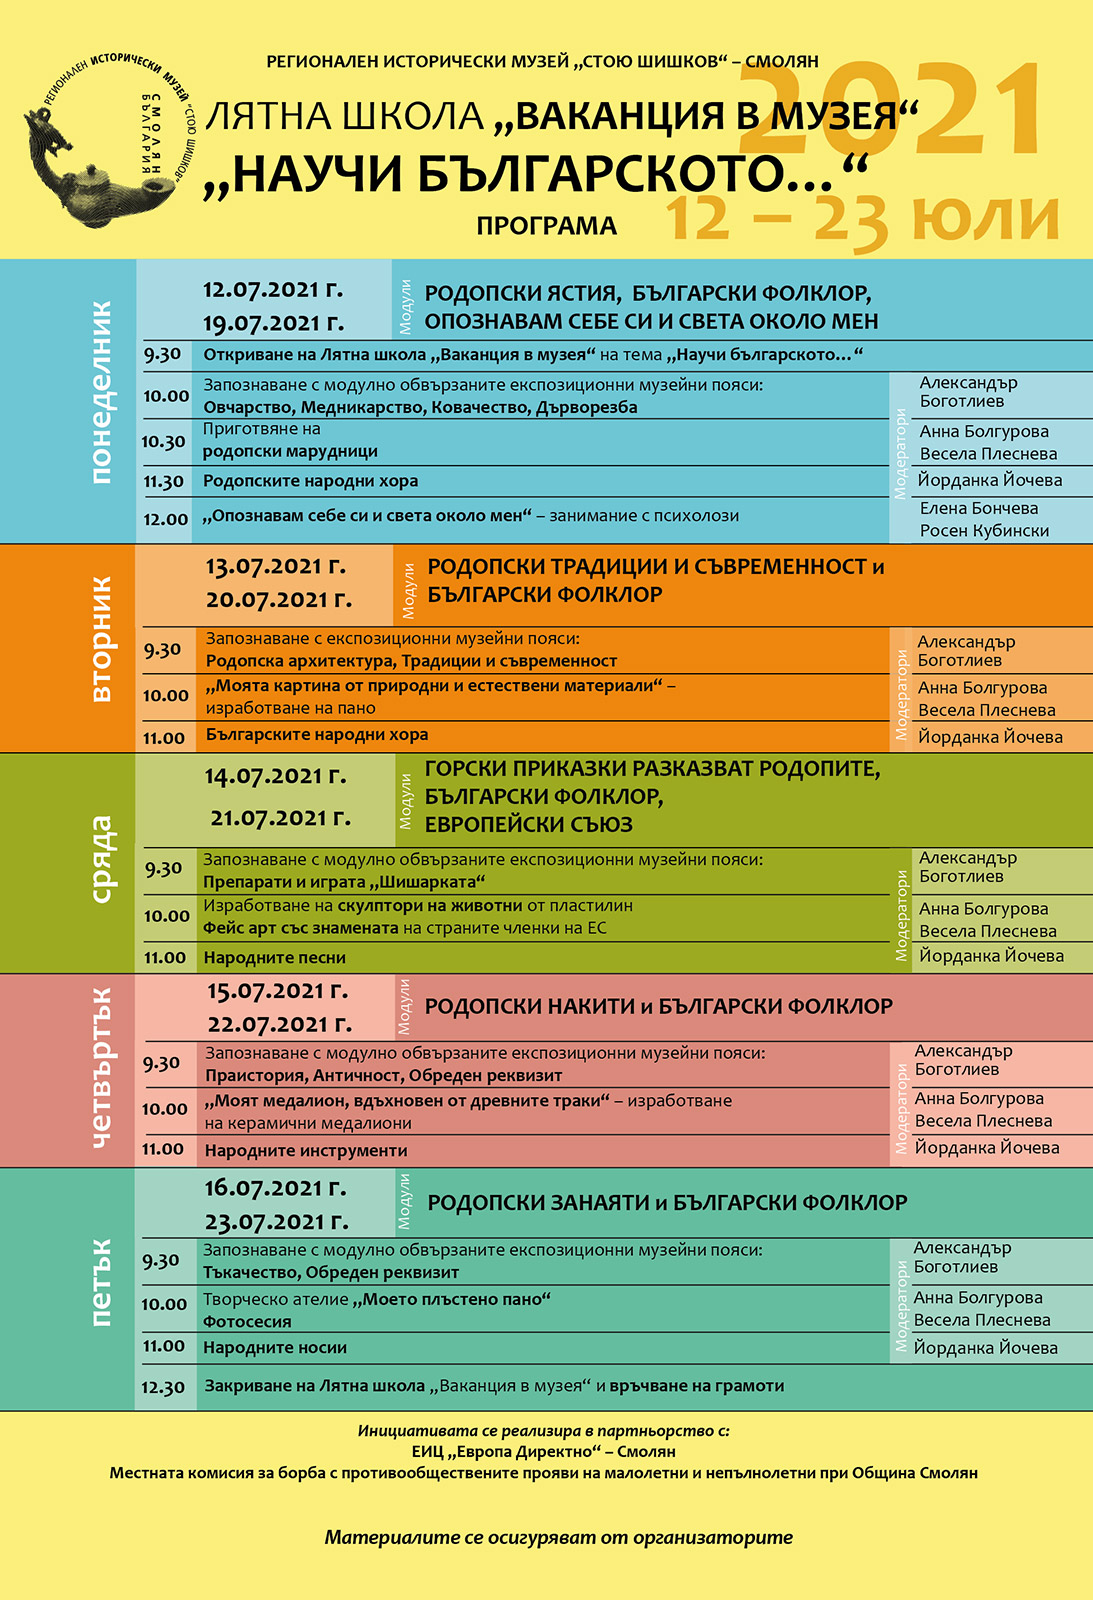 РЕГИОНАЛЕН ИСТОРИЧЕСКИ МУЗЕЙ „СТОЮ ШИШКОВ“
СМОЛЯН
БЪЛГАРИЯ
РЕГИОНАЛЕН ИСТОРИЧЕСКИ МУЗЕЙ „СТОЮ ШИШКОВ“ – СМОЛЯН
2021
ЛЯТНА ШКОЛА „ВАКАНЦИЯ В МУЗЕЯ“
„НАУЧИ БЪЛГАРСКОТО... “
12 – 23 ЮЛИ
ПРОГРАМА
понеделник
12.07.2021 г.
19.07.2021 г.
Модули
РОДОПСКИ ЯСТИЯ, БЪЛГАРСКИ ФОЛКЛОР,
ОПОЗНАВАМ СЕБЕ СИ И СВЕТА ОКОЛО МЕН
9.30 Откриване на Лятна школа „Ваканция в музея“ на тема „Научи българското... “
Модератори
10.00 Запознаване с модулно обвързаните експозиционни музейни пояси:
Овчарство, Медникарство, Ковачество, Дърворезба
Александър
Боготлиев
10.30 Приготвяне на
родопски марудници
Анна Болгурова
Весела Плеснева
11.30 Родопските народни хора Йорданка Йочева
12.00 „Опознавам себе си и света около мен“ – занимание с психолози
Елена Бончева
Росен Кубински
вторник
13.07.2021 г.
20.07.2021 г.
Модули
РОДОПСКИ ТРАДИЦИИ И СЪВРЕМЕННОСТ и
БЪЛГАРСКИ ФОЛКЛОР
Модератори
9.30 Запознаване с експозиционни музейни пояси:
Родопска архитектура, Традиции и съвременност
Александър
Боготлиев
10.00 „Моята картина от природни и естествени материали“ –
изработване на пано
Анна Болгурова
Весела Плеснева
11.00 Българските народни хора Йорданка Йочева
сряда
14.07.2021 г.
21.07.2021 г.
Модули
ГОРСКИ ПРИКАЗКИ РАЗКАЗВАТ РОДОПИТЕ,
БЪЛГАРСКИ ФОЛКЛОР,
ЕВРОПЕЙСКИ СЪЮЗ
Модератори
9.30 Запознаване с модулно обвързаните експозиционни музейни пояси:
Препарати и играта „Шишарката“
Александър
Боготлиев
10.00 Изработване на скулптори на животни от пластилин
Фейс арт със знамената на страните членки на ЕС
Анна Болгурова
Весела Плеснева
11.00 Народните песни Йорданка Йочева
четвъртък
15.07.2021 г.
22.07.2021 г.
Модули
РОДОПСКИ НАКИТИ и БЪЛГАРСКИ ФОЛКЛОР
Модератори
9.30 Запознаване с модулно обвързаните експозиционни музейни пояси:
Праистория, Античност, Обреден реквизит
Александър
Боготлиев
10.00 „Моят медалион, вдъхновен от древните траки“ – изработване
на керамични медалиони
Анна Болгурова
Весела Плеснева
11.00 Народните инструменти Йорданка Йочева
петък
16.07.2021 г.
23.07.2021 г.
Модули
РОДОПСКИ ЗАНАЯТИ и БЪЛГАРСКИ ФОЛКЛОР
Модератори
9.30 Запознаване с модулно обвързаните експозиционни музейни пояси:
Тъкачество, Обреден реквизит
Александър
Боготлиев
10.00 Творческо ателие „Моето плъстено пано“
Фотосесия
Анна Болгурова
Весела Плеснева
11.00 Народните носии Йорданка Йочева
12.30 Закриване на Лятна школа „Ваканция в музея“ и връчване на грамоти
Инициативата се реализира в партньорство с:
ЕИЦ „Европа Директно“ – Смолян
Местната комисия за борба с противообществените прояви на малолетни и непълнолетни при Община Смолян
Материалите се осигуряват от организаторите